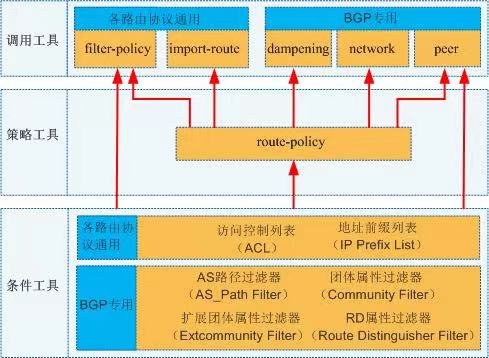 各路由协议通用
BGP专用
调用工具
filter-policy
import-route
dampening
network
peer
策略工具
route-policy
条件工具
各路由协
议通用
访问控制列表
（ACL）
地址前缀列表
（IP Prefix List）
BGP专用
AS路径过滤器
（AS_Path Filter）
团体属性过滤器
（Community Filter）
扩展团体属性过滤器
（Extcommunity Filter）
RD属性过滤器
（Route Distinguisher Filter）